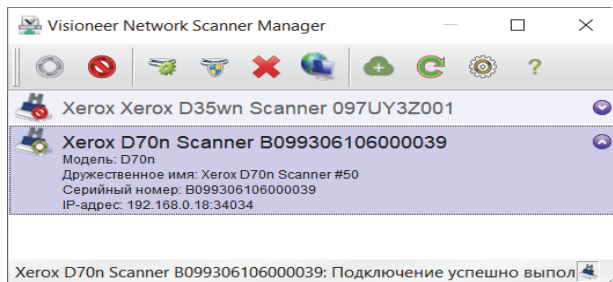 Visioneer Network Scanner Manager
?
Xerox Xerox D35wn Scanner 097UY3Z001
Xerox D70n Scanner B099306106000039
Модель: D70n
Дружественное имя: Xerox D70n Scanner #50
Серийный номер: B099306106000039
IP-адрес: 192.168.0.18:34034
Xerox D70n Scanner B099306106000039: Подключение успешно выпол